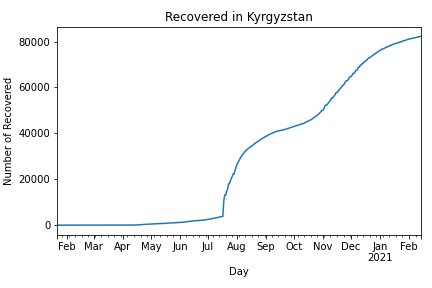 Recovered in Kyrgyzstan
80000
60000
40000
20000
0
Number of Recovered
Feb Mar Apr May Jun Jul Aug Sep Oct Nov Dec Jan Feb
2021
Day